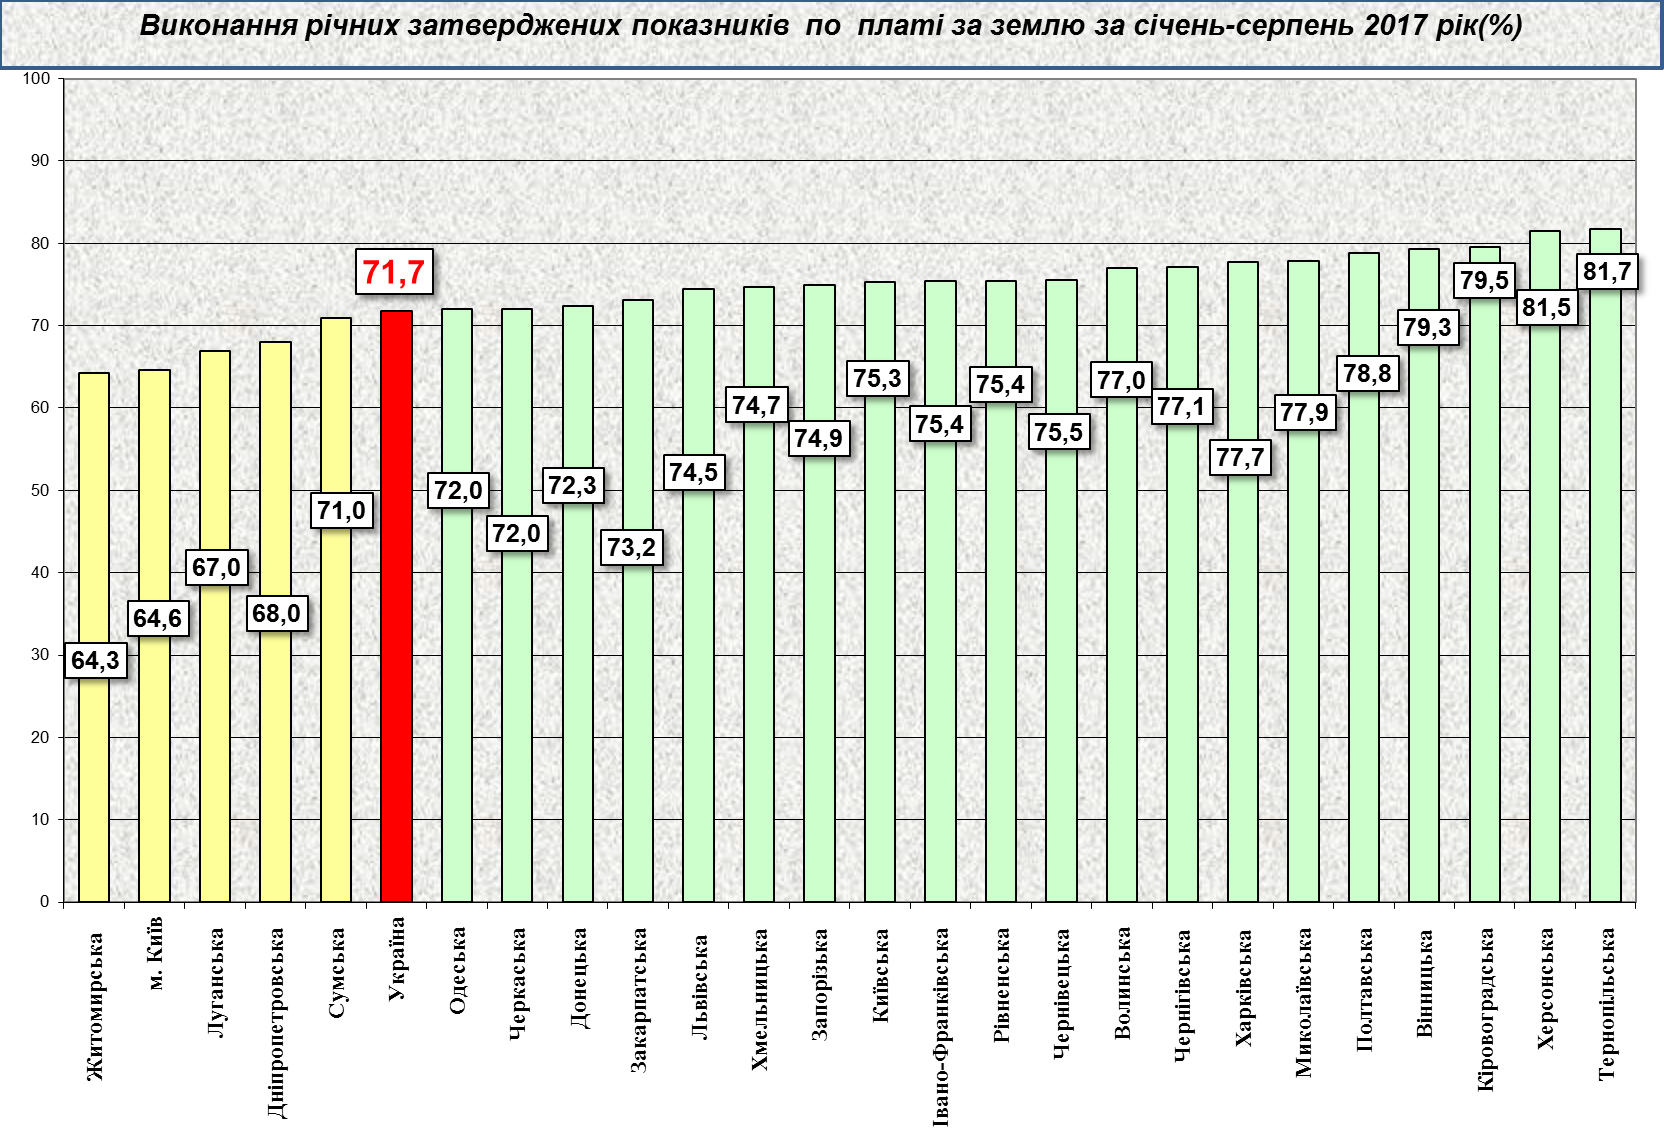 Виконання річних затверджених показників по платі за землю за січень-серпень 2017 рік(%)
100
90
80
70
60
50
40
30
20
10
0
64,3
64,6
67,0
68,0
71,0
71,7
72,0
72,0
72,3
73,2
74,5
74,7
74,9
75,3
75,4
75,4
75,5
77,0
77,1
77,7
77,9
78,8
79,3
79,5
81,5
81,7
Житомирська
м. Київ
Луганська
Дніпропетровська
Сумська
Україна
Одеська
Черкаська
Донецька
Закарпатська
Львівська
Хмельницька
Запорізька
Київська
Івано-Франківська
Рівненська
Чернівецька
Волинська
Чернігівська
Харківська
Миколаївська
Полтавська
Вінницька
Кіровоградська
Херсонська
Тернопільська